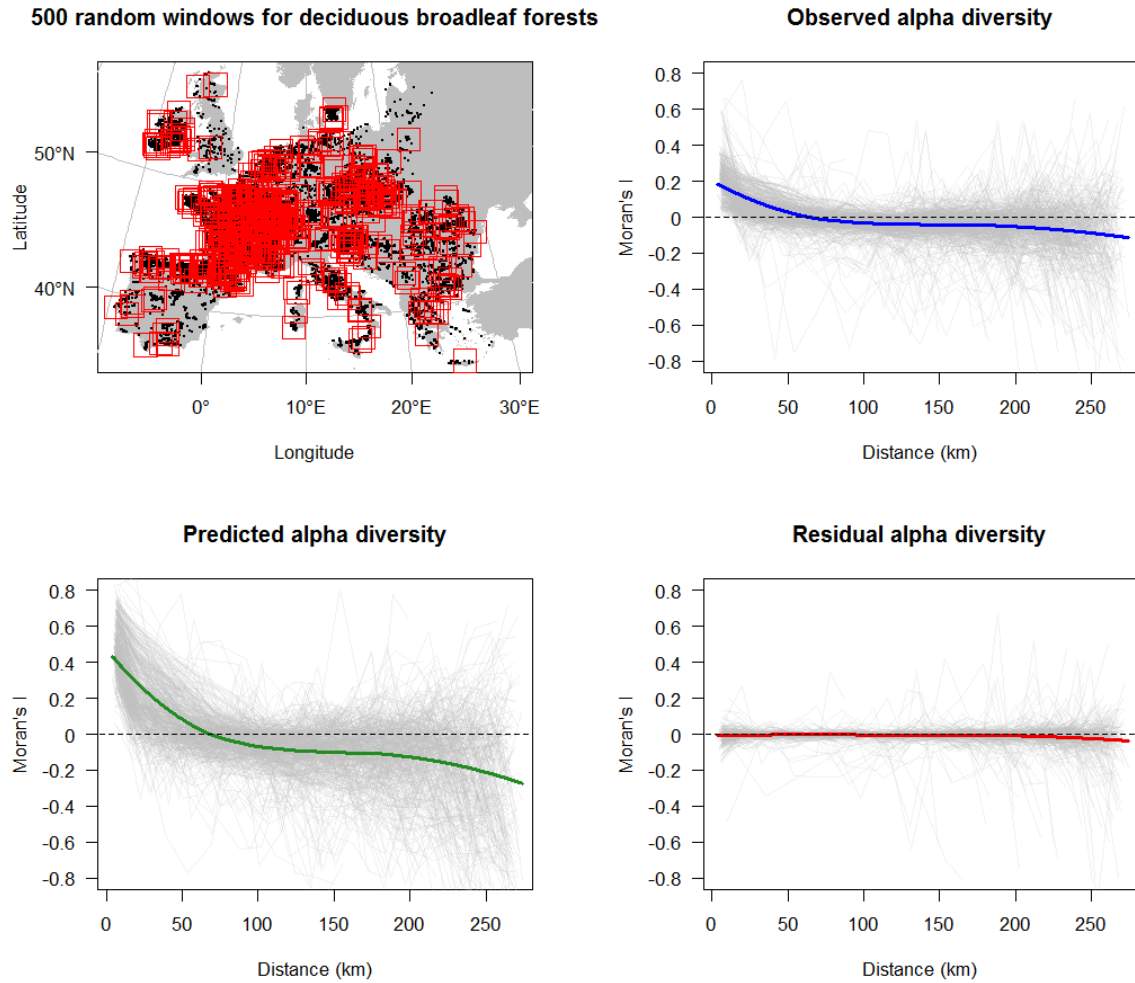 500 random windows for deciduous broadleaf forests
50°N
40°N
Latitude
0°
10°E
20°E
30°E
Longitude
Observed alpha diversity
0.8
0.6
0.4
0.2
0
-0.2
-0.4
-0.6
-0.8
Moran's I
0
50
100
150
200
250
Distance (km)
Predicted alpha diversity
0.8
0.6
0.4
0.2
0
-0.2
-0.4
-0.6
-0.8
Moran's I
0
50
100
150
200
250
Distance (km)
Residual alpha diversity
0.8
0.6
0.4
0.2
0
-0.2
-0.4
-0.6
-0.8
Moran's I
0
50
100
150
200
250
Distance (km)